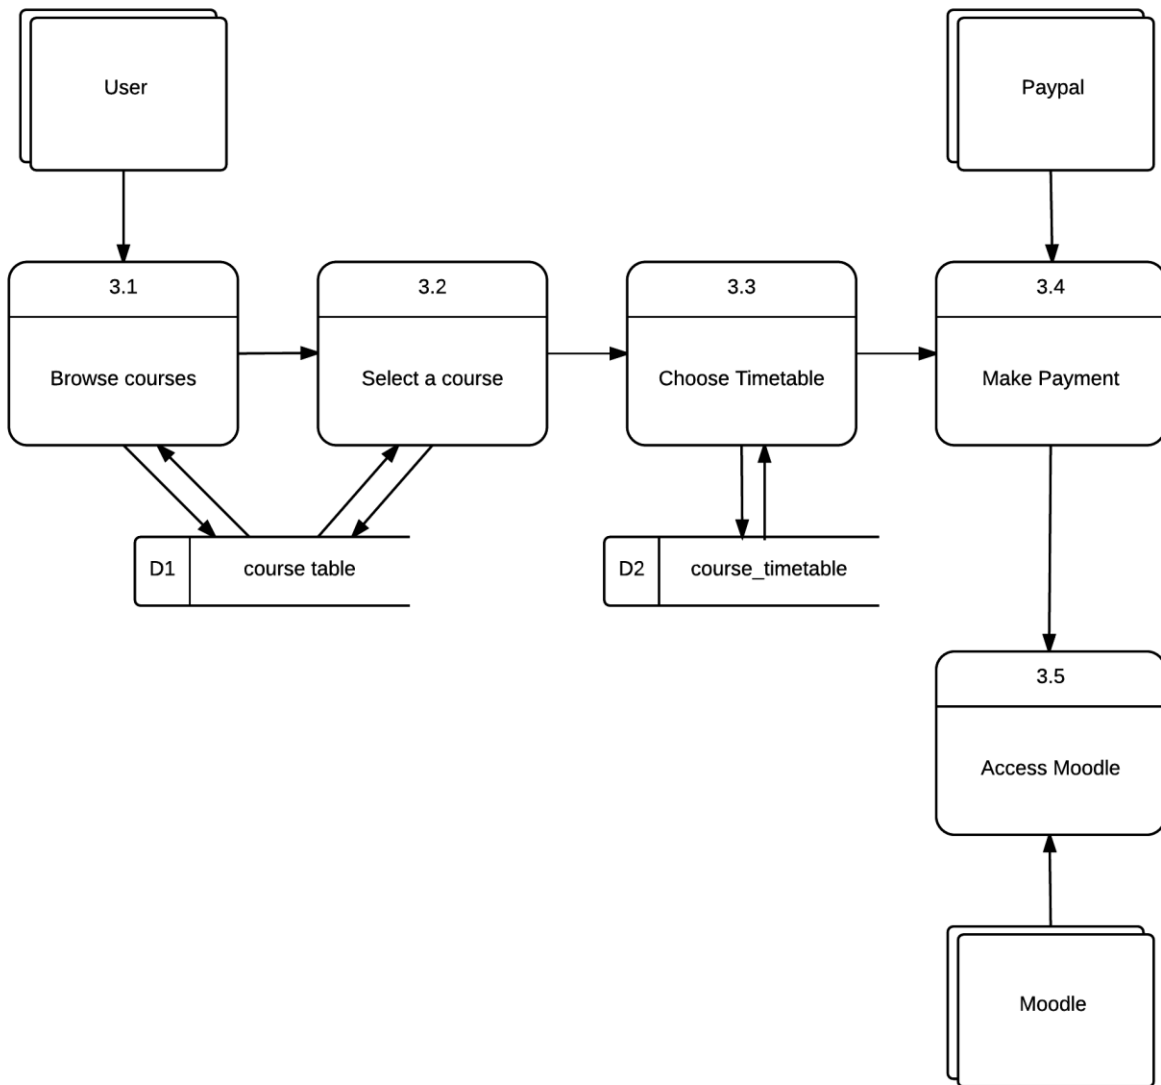 User
Paypal
3.1
3.2
3.3
3.4
Browse courses
Select a course
Choose Timetable
Make Payment
D1
course table
D2
course_timetable
3.5
Access Moodle
Moodle